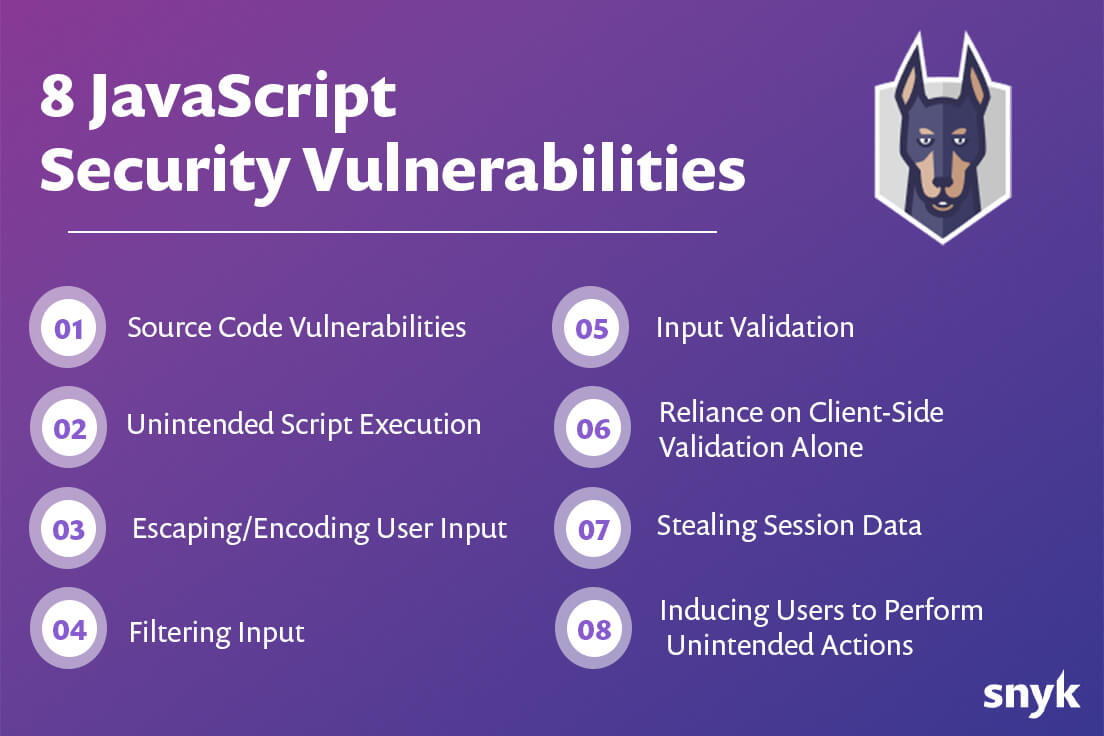 8 JavaScript
Security Vulnerabilities
01 Source Code Vulnerabilities
02 Unintended Script Execution
03 Escaping/Encoding User Input
04 Filtering Input
05 Input Validation
06 Reliance on Client-Side
Validation Alone
07 Stealing Session Data
08 Inducing Users to Perform
Unintended Actions
snyk